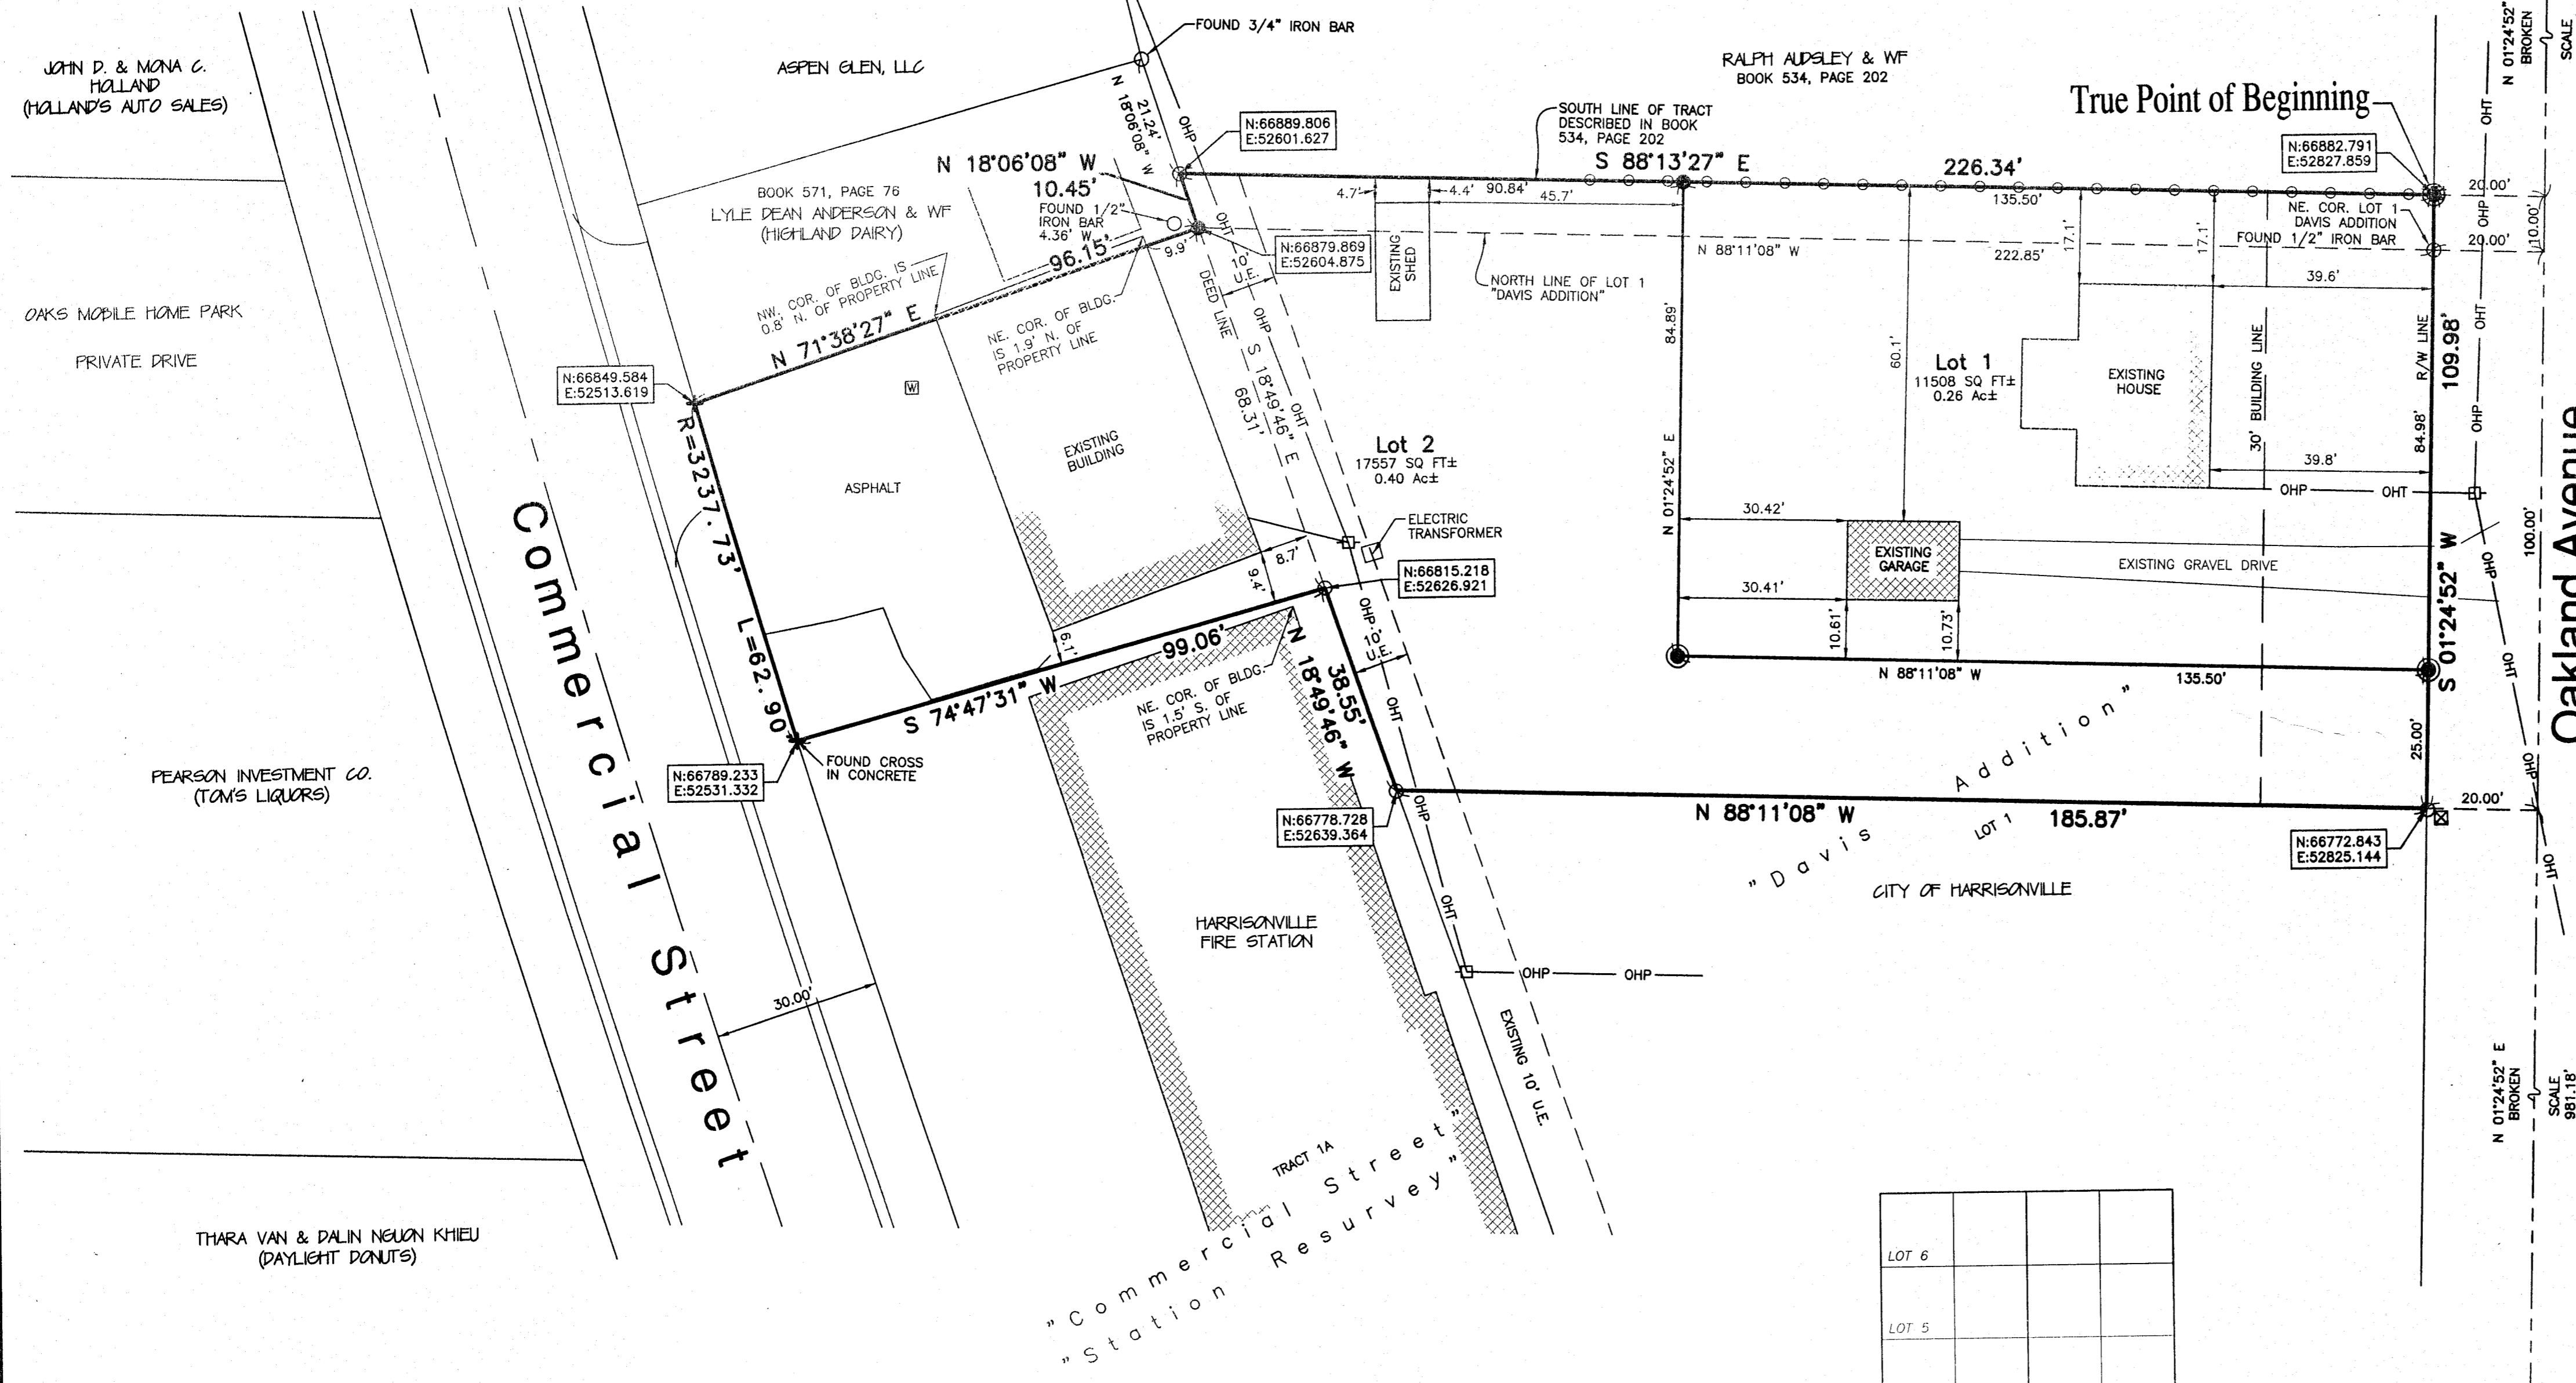 JOHN D. & MONA C.
HOLLAND
(HOLLAND'S AUTO SALES)
OAKS MOBILE HOME PARK
PRIVATE DRIVE
PEARSON INVESTMENT CO.
(TOM'S LIQUORS)
THARA VAN & DALIN NGUON KHIEU
(DAYLIGHT DONUTS)
Commercial Street
30.00'
ASPEN GLEN, LLC
FOUND 3/4" IRON BAR
21.24'
N 18°06'08" W
OHP
N:66889.806
E:52601.627
N 18°06'08" W
10.45'
FOUND 1/2"
IRON BAR
4.36' W.
BOOK 571, PAGE 76
LYLE DEAN ANDERSON & WF
(HIGHLAND DAIRY)
96.15'
N 71°38'27" E
NW. COR. OF BLDG. IS
0.8' N. OF PROPERTY LINE
NE. COR. OF BLDG.
IS 1.9' N. OF
PROPERTY LINE
9.9'
OHT
N:66879.869
E:52604.875
10'
U.E.
DEED LINE
OHP
S 18°49'46" E
68.31'
OHT
N:66849.584
E:52513.619
R=3237.73'
L=62.90'
W
ASPHALT
EXISTING
BUILDING
8.7'
9.4'
6.1'
99.06'
S 74°47'31" W
FOUND CROSS
IN CONCRETE
N:66789.233
E:52531.332
NE. COR. OF BLDG.
IS 1.5' S. OF
PROPERTY LINE
N 18°49'46" W
38.55'
OHP
10'
U.E.
OHT
OHP
OHT
N:66815.218
E:52626.921
ELECTRIC
TRANSFORMER
Lot 2
17557 SQ FT±
0.40 Ac±
N:66778.728
E:52639.364
HARRISONVILLE
FIRE STATION
OHP
OHP
EXISTING 10' U.E.
TRACT 1A
"Commercial Street"
"Station Resurvey"
RALPH AUDSLEY & WF
BOOK 534, PAGE 202
SOUTH LINE OF TRACT
DESCRIBED IN BOOK
534, PAGE 202
S 88°13'27" E
226.34'
True Point of Beginning
N:66882.791
E:52827.859
4.7'
4.4'
90.84'
45.7'
135.50'
EXISTING
SHED
NORTH LINE OF LOT 1
"DAVIS ADDITION"
N 88°11'08" W
222.85'
NE. COR. LOT 1
DAVIS ADDITION
FOUND 1/2" IRON BAR
20.00'
20.00'
10.00'
17.1'
17.1'
39.6'
84.89'
N 01°24'52" E
60.1'
Lot 1
11508 SQ FT±
0.26 Ac±
EXISTING
HOUSE
30' BUILDING LINE
R/W LINE
84.98'
109.98'
39.8'
OHP
OHT
30.42'
30.41'
EXISTING
GARAGE
EXISTING GRAVEL DRIVE
10.61'
10.73'
N 88°11'08" W
135.50'
S 01°24'52" W
25.00'
100.00'
Oakland Avenue
"Davis Addition"
LOT 1
N 88°11'08" W
185.87'
20.00'
N:66772.843
E:52825.144
CITY OF HARRISONVILLE
OHT
OHP
OHT
OHP
OHP
OHT
OHP
OHT
N 01°24'52"
BROKEN
SCALE
N 01°24'52" E
BROKEN
SCALE
981.18'
LOT 6
LOT 5